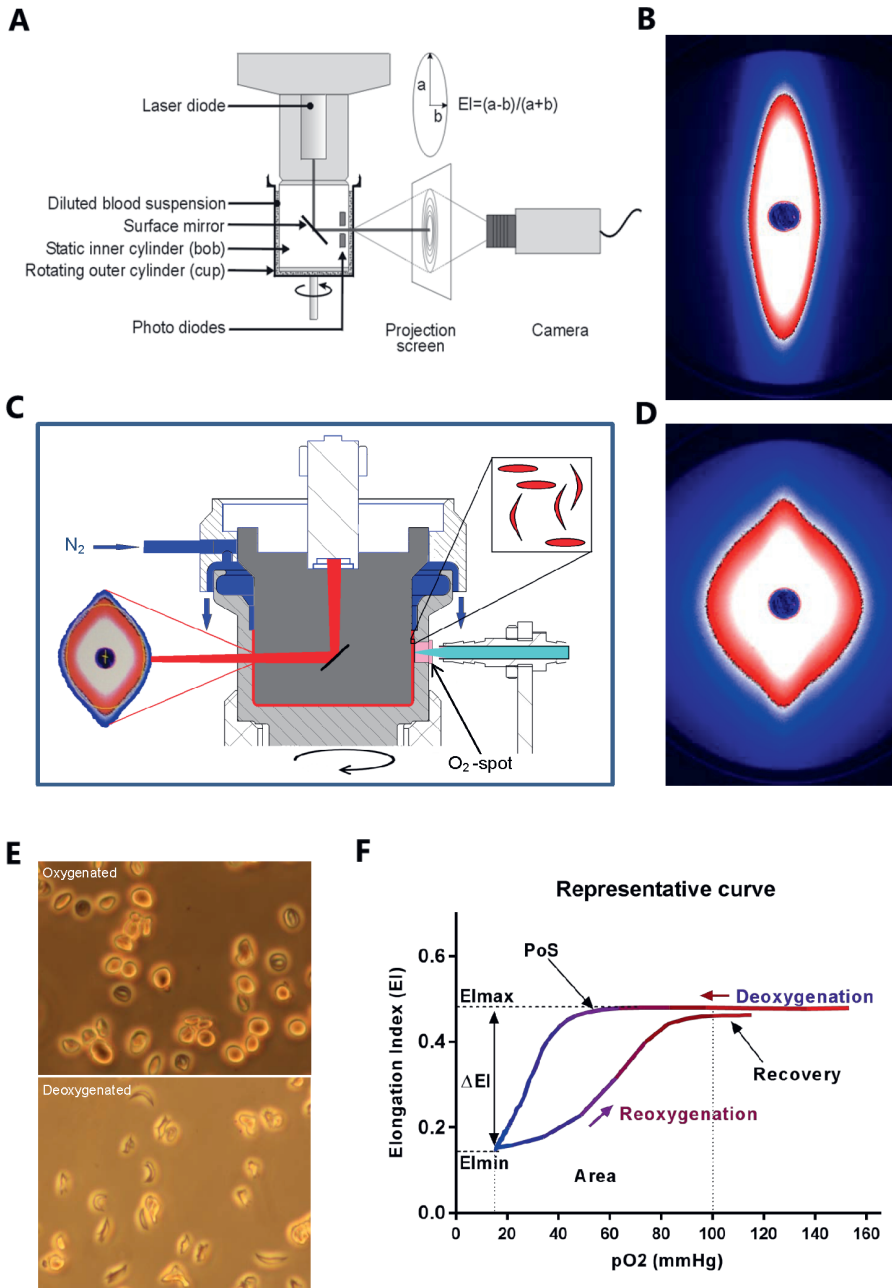 A
Laser diode
a
b
EI=(a-b)/(a+b)
Diluted blood suspension
Surface mirror
Static inner cylinder (bob)
Rotating outer cylinder (cup)
Photo diodes
Projection
screen
Camera
B
C
N2
O2-spot
D
E
Oxygenated
Deoxygenated
F
Representative curve
Elongation Index (EI)
0.6
0.4
0.2
0.0
PoS
EImax
Deoxygenation
ΔEI
Recovery
Reoxygenation
EImin
Area
0 20 40 60 80 100 120 140 160
pO2 (mmHg)